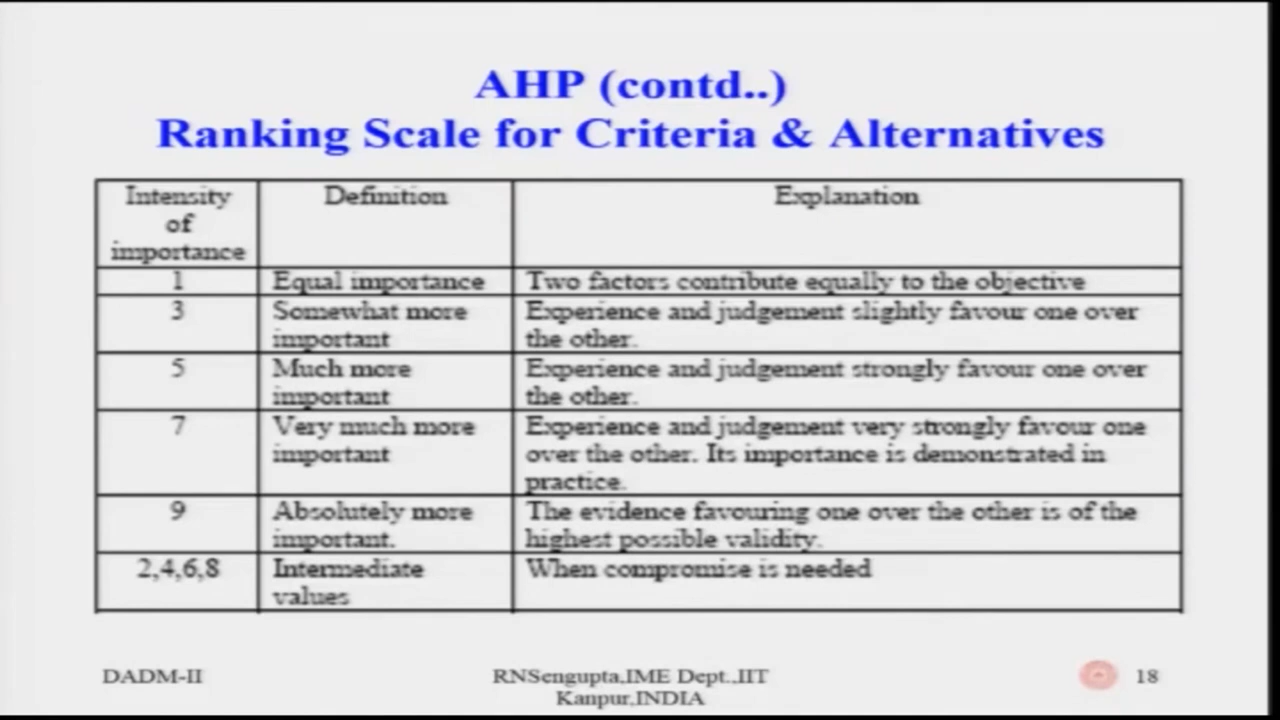 AHP (contd..)
Ranking Scale for Criteria & Alternatives
Intensity of importance Definition Explanation
1 Equal importance Two factors contribute equally to the objective
3 Somewhat more important Experience and judgement slightly favour one over the other.
5 Much more important Experience and judgement strongly favour one over the other.
7 Very much more important Experience and judgement very strongly favour one over the other. Its importance is demonstrated in practice.
9 Absolutely more important. The evidence favouring one over the other is of the highest possible validity.
2,4,6,8 Intermediate values When compromise is needed
DADM-II
RNSengupta,IME Dept.,IIT
Kanpur,INDIA
18